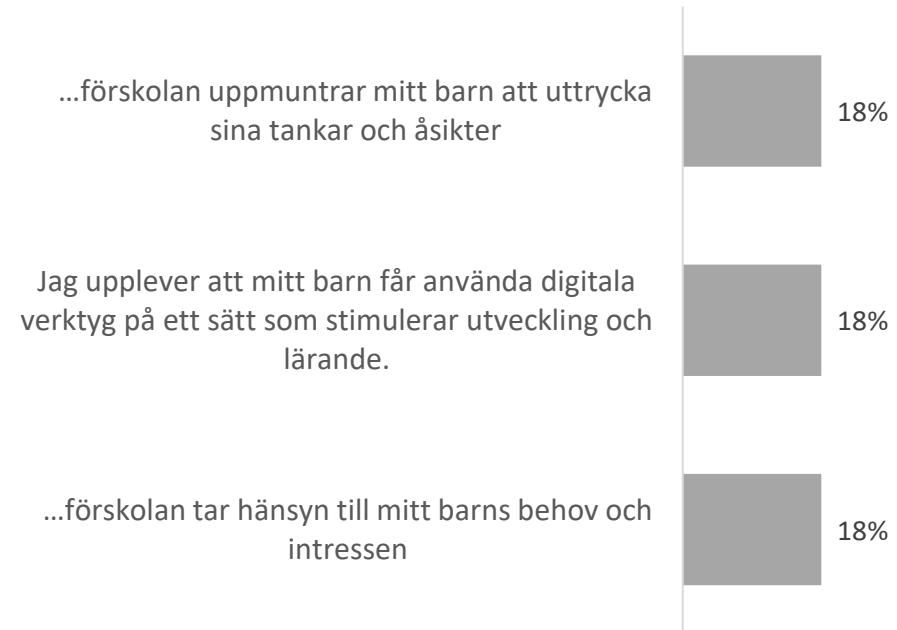 …förskolan uppmuntrar mitt barn att uttrycka
sina tankar och åsikter
18%
Jag upplever att mitt barn får använda digitala
verktyg på ett sätt som stimulerar utveckling och
lärande.
18%
…förskolan tar hänsyn till mitt barns behov och
intressen
18%